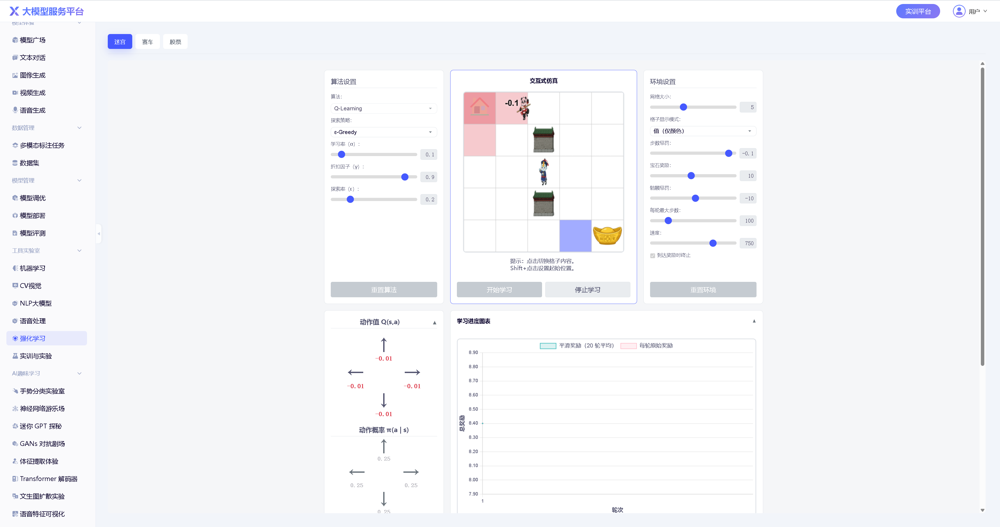 大模型服务平台
实训平台
用户
模型体验
模型广场
文本对话
图像生成
视频生成
语音生成
数据管理
多模态标注任务
数据集
模型管理
模型调优
模型部署
模型评测
工具实验室
机器学习
CV视觉
NLP大模型
语音处理
强化学习
实训与实验
AI趣味学习
手势分类实验室
神经网络游乐场
迷你 GPT 探秘
GANs 对抗剧场
体征提取体验
Transformer 解码器
文生图扩散实验
语音特征可视化
迷宫
赛车
股票
算法设置
算法:
Q-Learning
探索策略:
ε-Greedy
学习率（α）:
0.1
折扣因子（γ）:
0.9
探索率（ε）:
0.2
重置算法
交互式仿真
-0.1
提示：点击切换格子内容。
Shift+点击设置起始位置。
开始学习
停止学习
环境设置
网格大小:
5
格子显示模式:
值（仅颜色）
步数惩罚:
-0.1
宝石奖励:
10
骷髅惩罚:
-10
每轮最大步数:
100
速度:
750
到达奖励时终止
重置环境
动作值 Q(s,a)
-0.01
-0.01
-0.01
-0.01
动作概率 π(a | s)
0.25
0.25
0.25
0.25
学习进度图表
平滑奖励（20 轮平均）
每轮原始奖励
8.90
8.80
8.70
8.60
8.50
8.40
8.30
8.20
8.10
8.00
7.90
总奖励
1
轮次